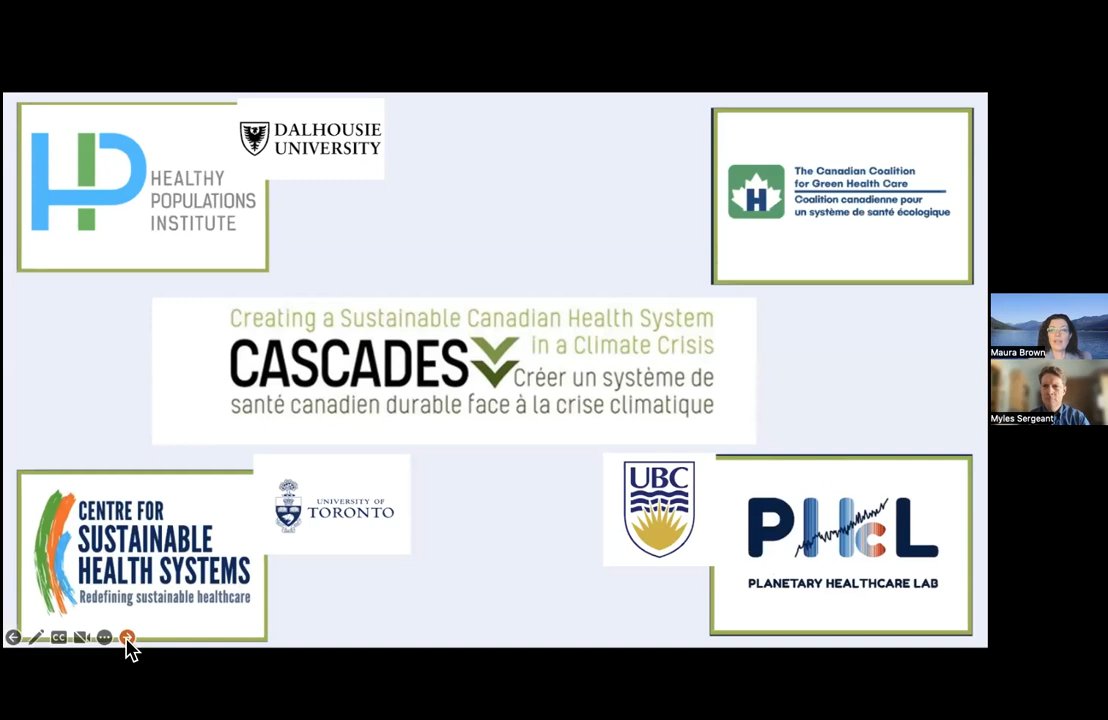 HEALTHY
POPULATIONS
INSTITUTE
DALHOUSIE
UNIVERSITY
The Canadian Coalition
for Green Health Care
Coalition canadienne pour
un système de santé écologique
H
Creating a Sustainable Canadian Health System
in a Climate Crisis
CASCADES
Créer un système de
santé canadien durable face à la crise climatique
Maura Brown
Myles Sergeant
CENTRE FOR
SUSTAINABLE
HEALTH SYSTEMS
Redefining sustainable healthcare
UNIVERSITY OF
TORONTO
UBC
PHcL
PLANETARY HEALTHCARE LAB
CC